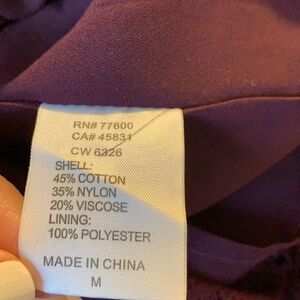 RN# 77600
CA# 45831
CW 6326
SHELL:
45% COTTON
35% NYLON
20% VISCOSE
LINING:
100% POLYESTER
MADE IN CHINA
M